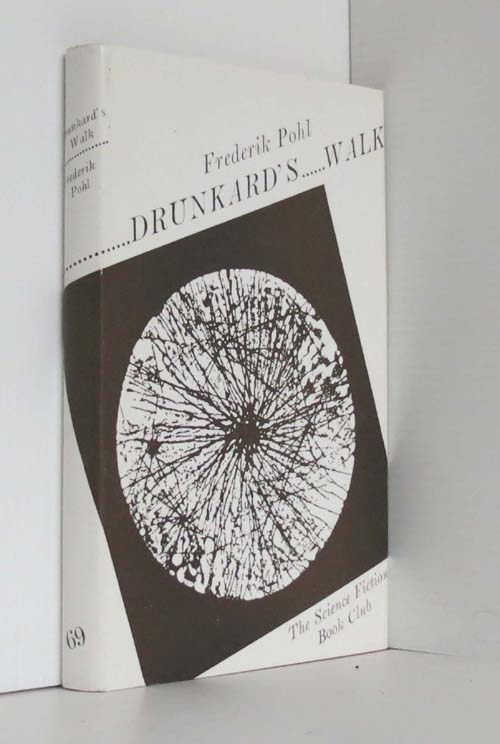 Drunkard's
Walk
Frederik
Pohl
69
Frederik Pohl
............DRUNKARD'S.....WALK
The Science Fiction
Book Club